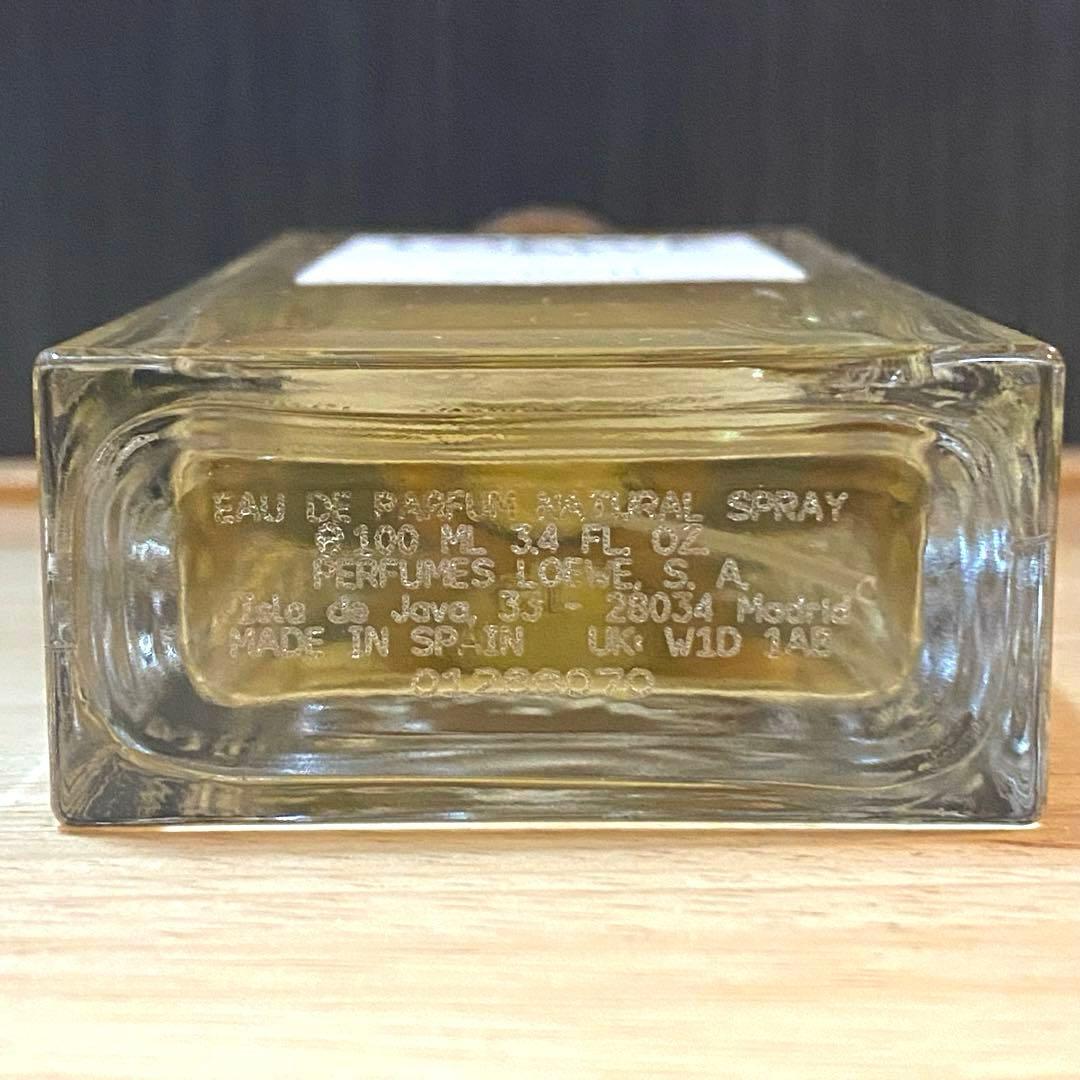 EAU DE PARFUM NATURAL SPRAY
℮100 ML 3.4 FL. OZ.
PERFUMES LOEWE, S. A.
Isla de Java, 33 - 28034 Madrid
MADE IN SPAIN UK: W1D 1AB